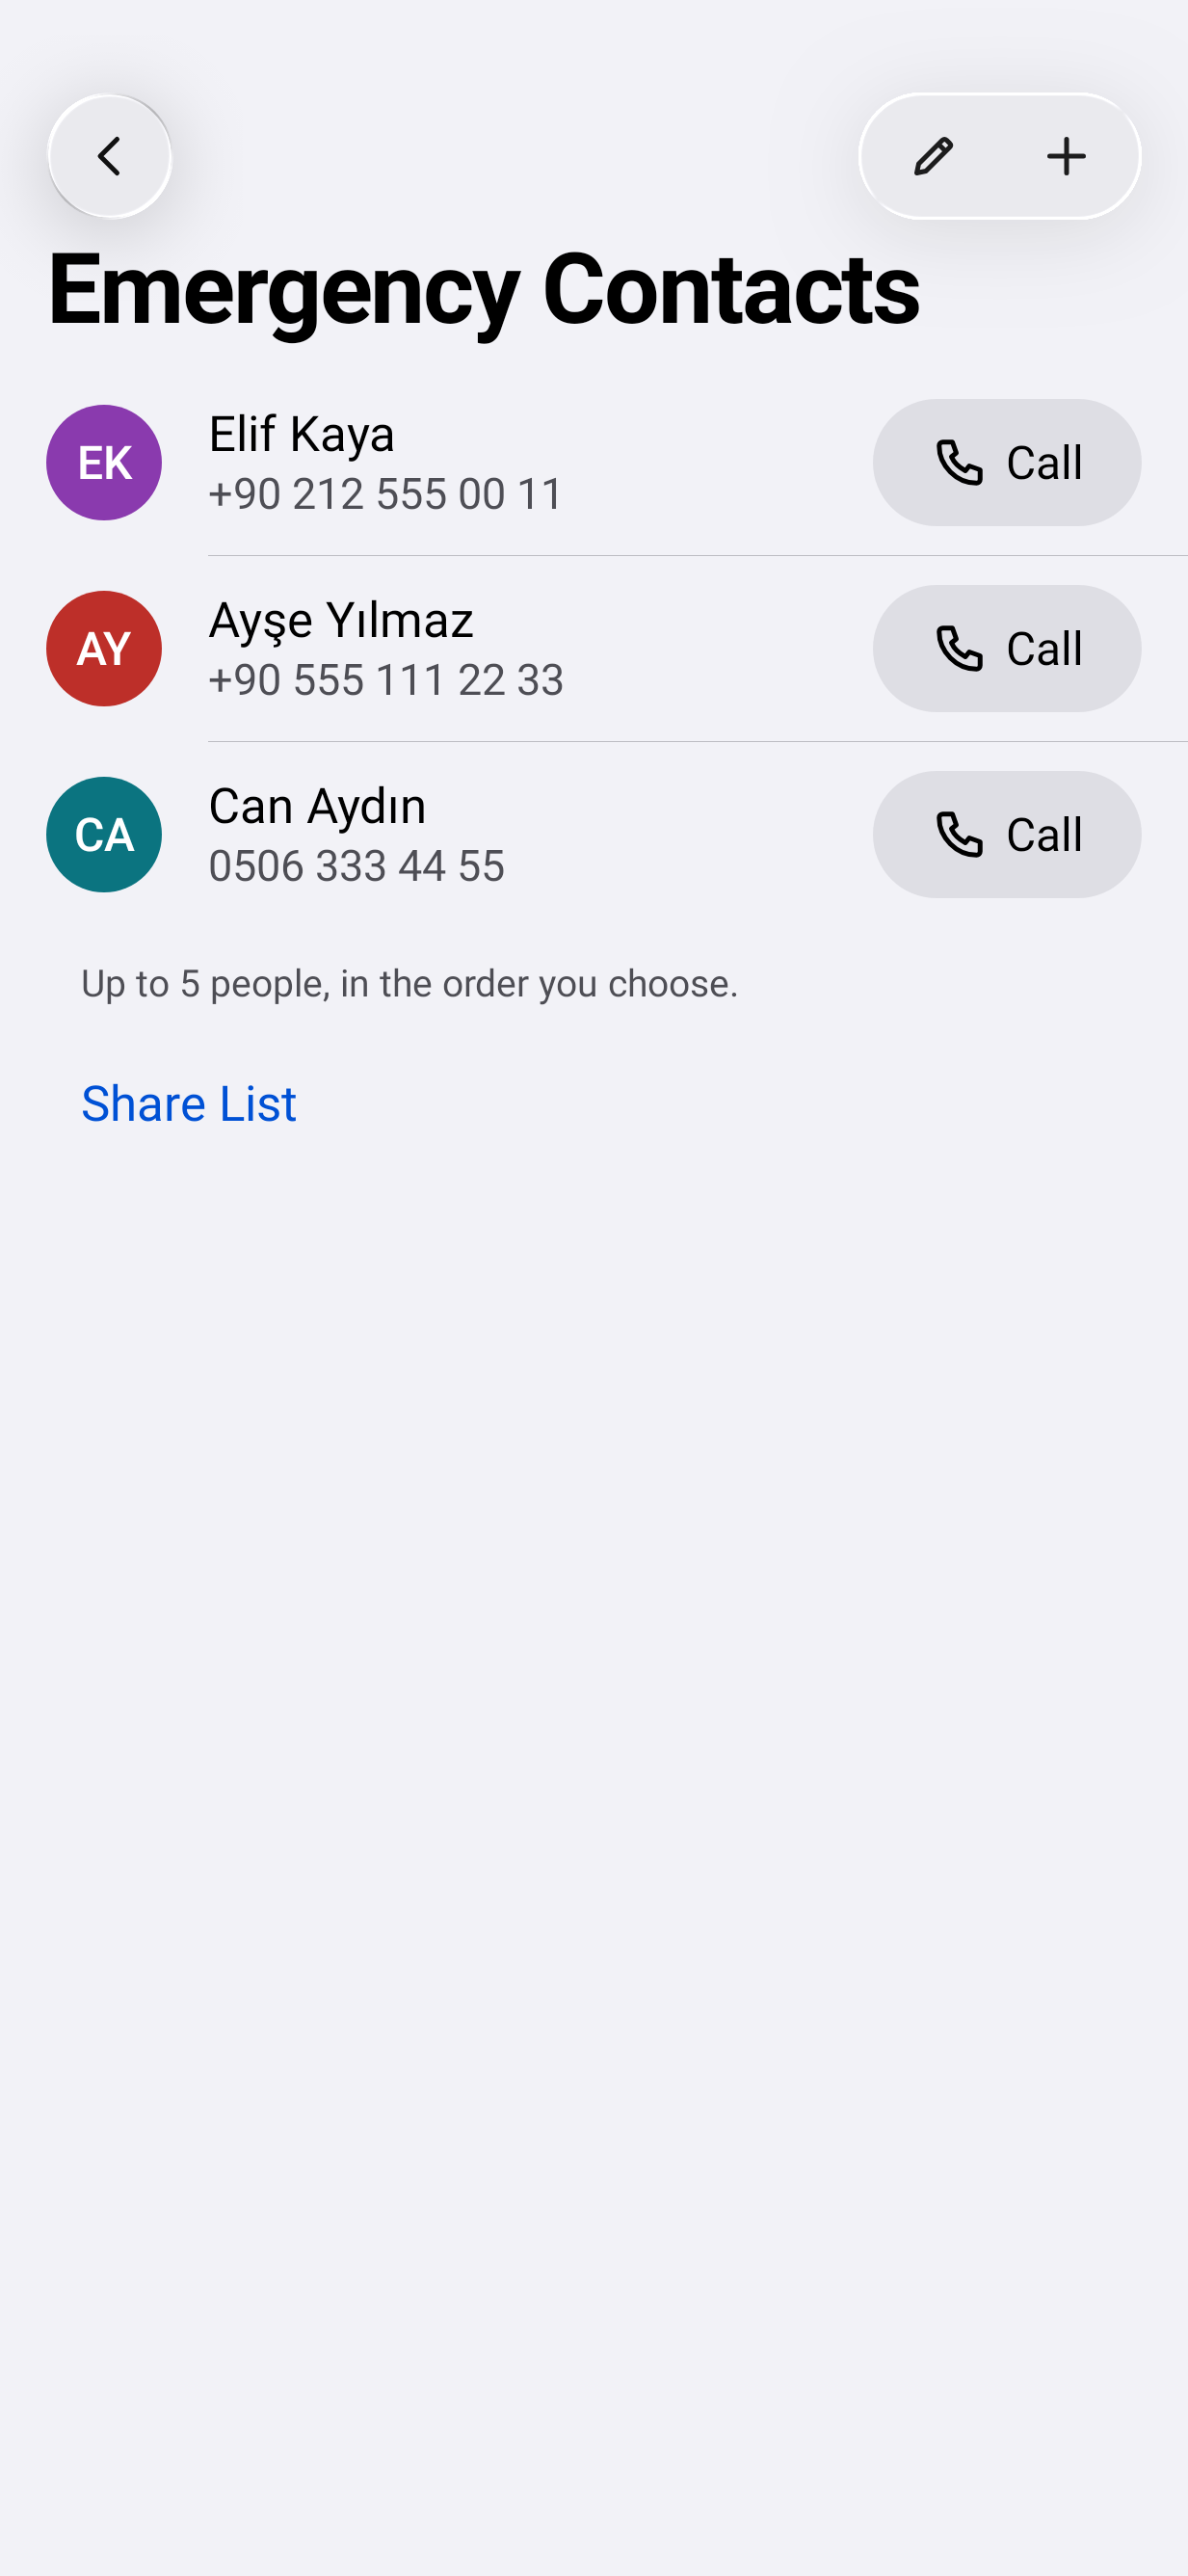 Emergency Contacts
EK
Elif Kaya
+90 212 555 00 11
Call
AY
Ayşe Yılmaz
+90 555 111 22 33
Call
CA
Can Aydın
0506 333 44 55
Call
Up to 5 people, in the order you choose.
Share List